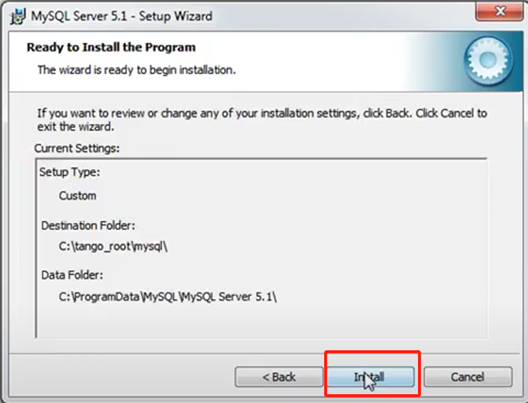 MySQL Server 5.1 - Setup Wizard
Ready to Install the Program
The wizard is ready to begin installation.
If you want to review or change any of your installation settings, click Back. Click Cancel to
exit the wizard.
Current Settings:
Setup Type:
Custom
Destination Folder:
C:\tango_root\mysql\
Data Folder:
C:\ProgramData\MySQL\MySQL Server 5.1\
< Back
Install
Cancel